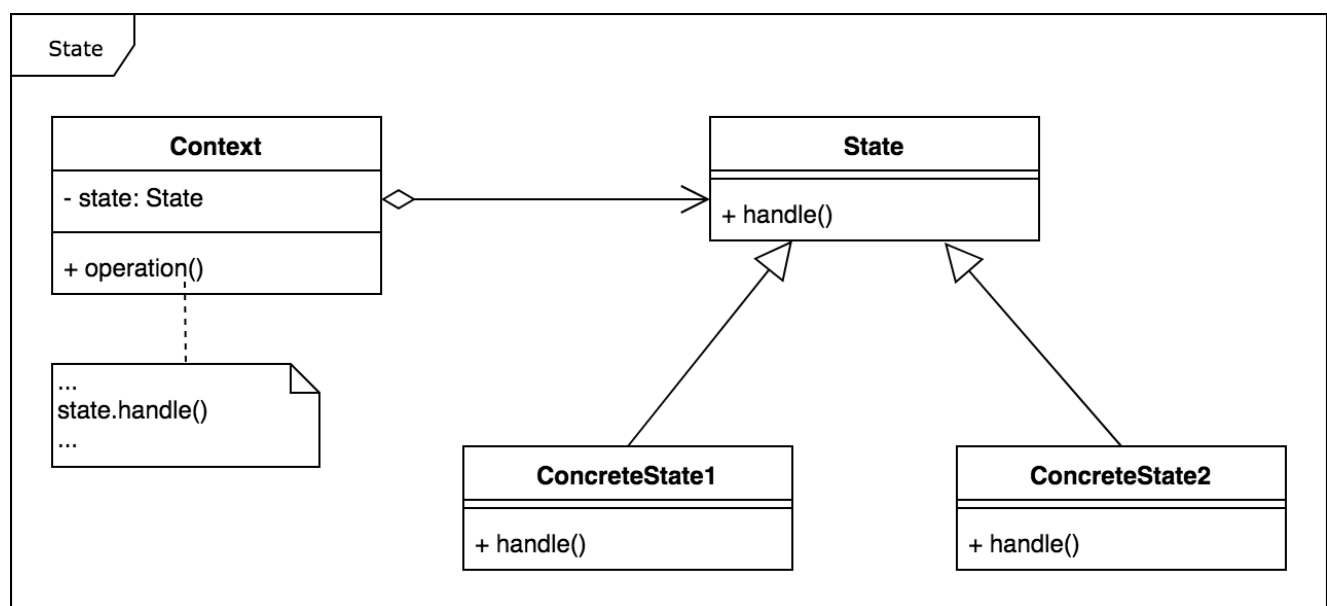 State
Context
- state: State
+ operation()
...
state.handle()
...
State
+ handle()
ConcreteState1
+ handle()
ConcreteState2
+ handle()